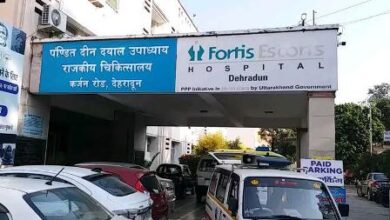 पण्डित दीन दयाल उपाध्याय
राजकीय चिकित्सालय
कर्जन रोड, देहरादून
Fortis Escorts
HOSPITAL
Dehradun
PPP Initiative in by Uttarakhand Government
PAID
PARKING